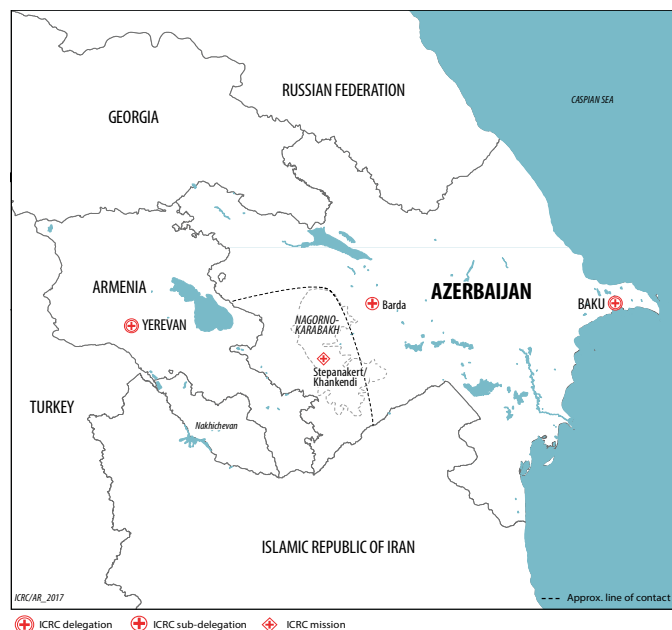 RUSSIAN FEDERATION
CASPIAN SEA
GEORGIA
ARMENIA
AZERBAIJAN
BAKU
Barda
YEREVAN
NAGORNO-
KARABAKH
Stepanakert/
Khankendi
TURKEY
Nakhichevan
ISLAMIC REPUBLIC OF IRAN
ICRC/AR_2017
Approx. line of contact
ICRC delegation
ICRC sub-delegation
ICRC mission